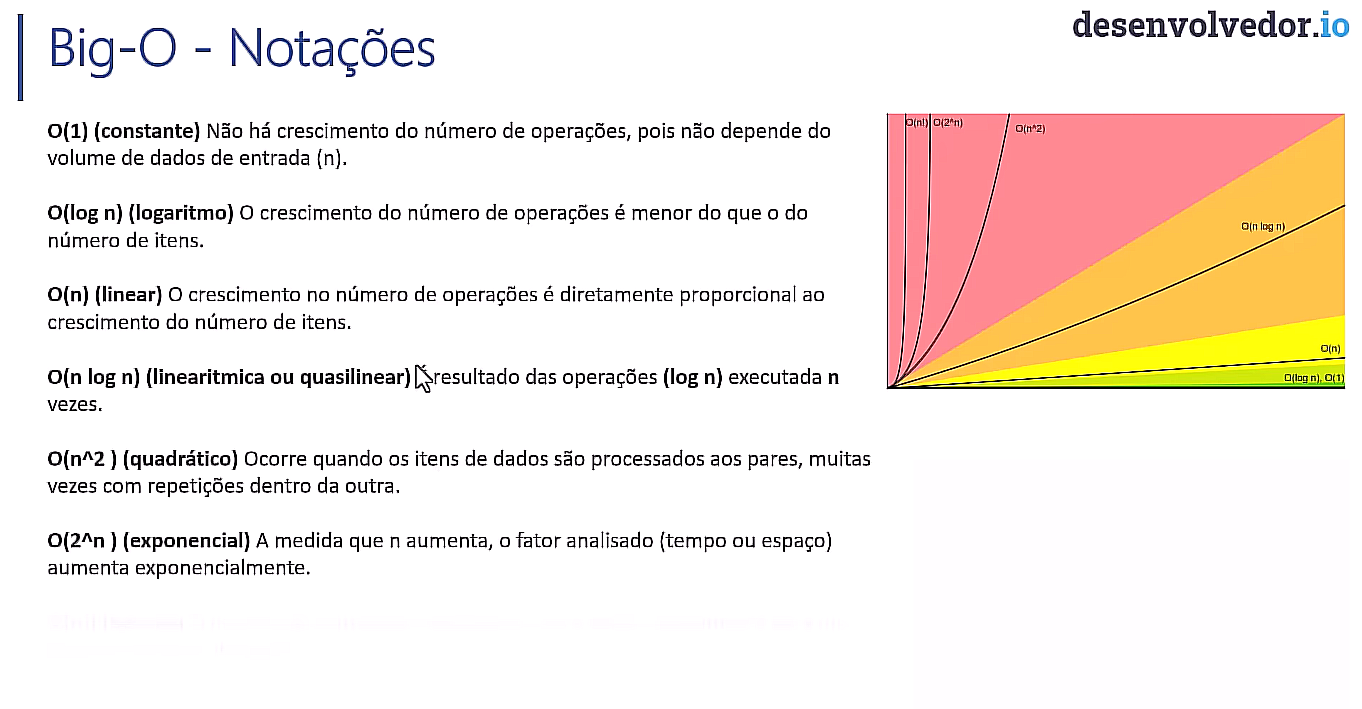 Big-O - Notações
desenvolvedor.io
O(1) (constante) Não há crescimento do número de operações, pois não depende do
volume de dados de entrada (n).
O(log n) (logaritmo) O crescimento do número de operações é menor do que o do
número de itens.
O(n) (linear) O crescimento no número de operações é diretamente proporcional ao
crescimento do número de itens.
O(n log n) (linearitmica ou quasilinear) resultado das operações (log n) executada n
vezes.
O(n^2 ) (quadrático) Ocorre quando os itens de dados são processados aos pares, muitas
vezes com repetições dentro da outra.
O(2^n ) (exponencial) A medida que n aumenta, o fator analisado (tempo ou espaço)
aumenta exponencialmente.
O(n!) O(2^n)
O(n^2)
O(n log n)
O(n)
O(log n), O(1)